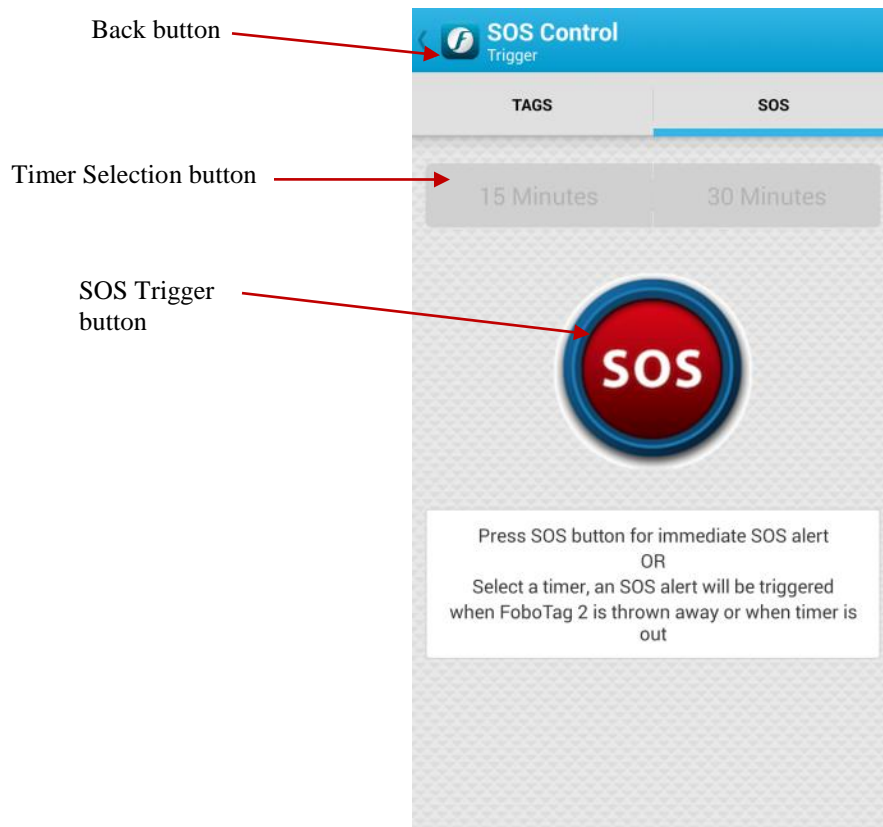 Back button
SOS Control
Trigger
TAGS
SOS
Timer Selection button
15 Minutes
30 Minutes
SOS Trigger
button
SOS
Press SOS button for immediate SOS alert
OR
Select a timer, an SOS alert will be triggered
when FoboTag 2 is thrown away or when timer is
out